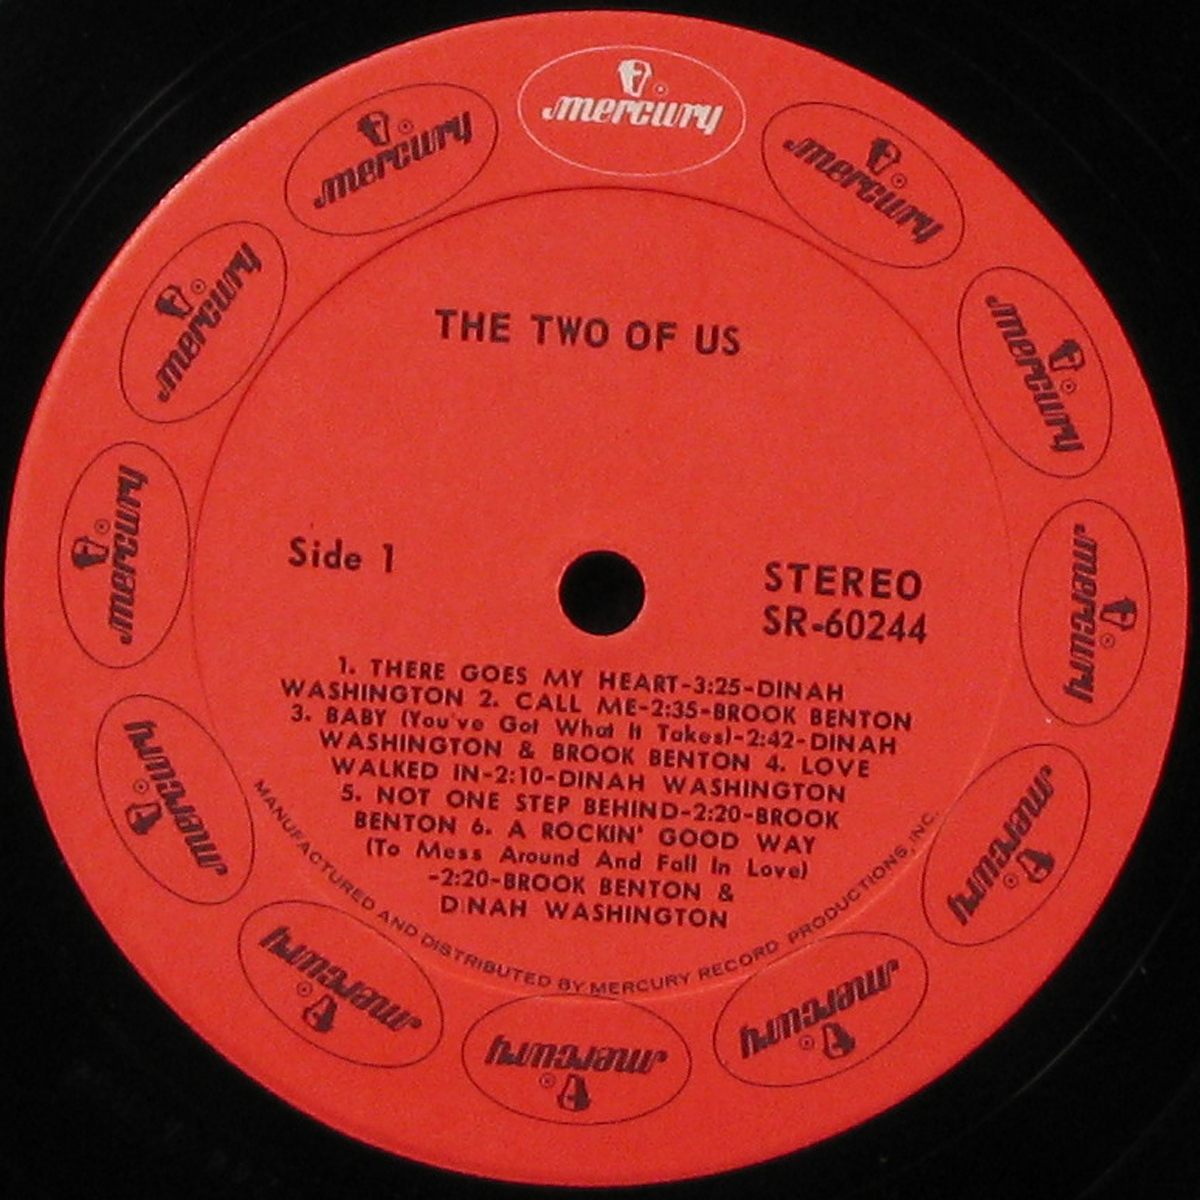 mercury
mercury
mercury
mercury
mercury
mercury
mercury
mercury
mercury
mercury
mercury
mercury
THE TWO OF US
Side 1
STEREO
SR-60244
1. THERE GOES MY HEART-3:25-DINAH
WASHINGTON 2. CALL ME-2:35-BROOK BENTON
3. BABY (You've Got What It Takes)-2:42-DINAH
WASHINGTON & BROOK BENTON 4. LOVE
WALKED IN-2:10-DINAH WASHINGTON
5. NOT ONE STEP BEHIND-2:20-BROOK
BENTON 6. A ROCKIN' GOOD WAY
(To Mess Around And Fall In Love)
-2:20-BROOK BENTON &
DINAH WASHINGTON
MANUFACTURED AND DISTRIBUTED BY MERCURY RECORD PRODUCTIONS, INC.